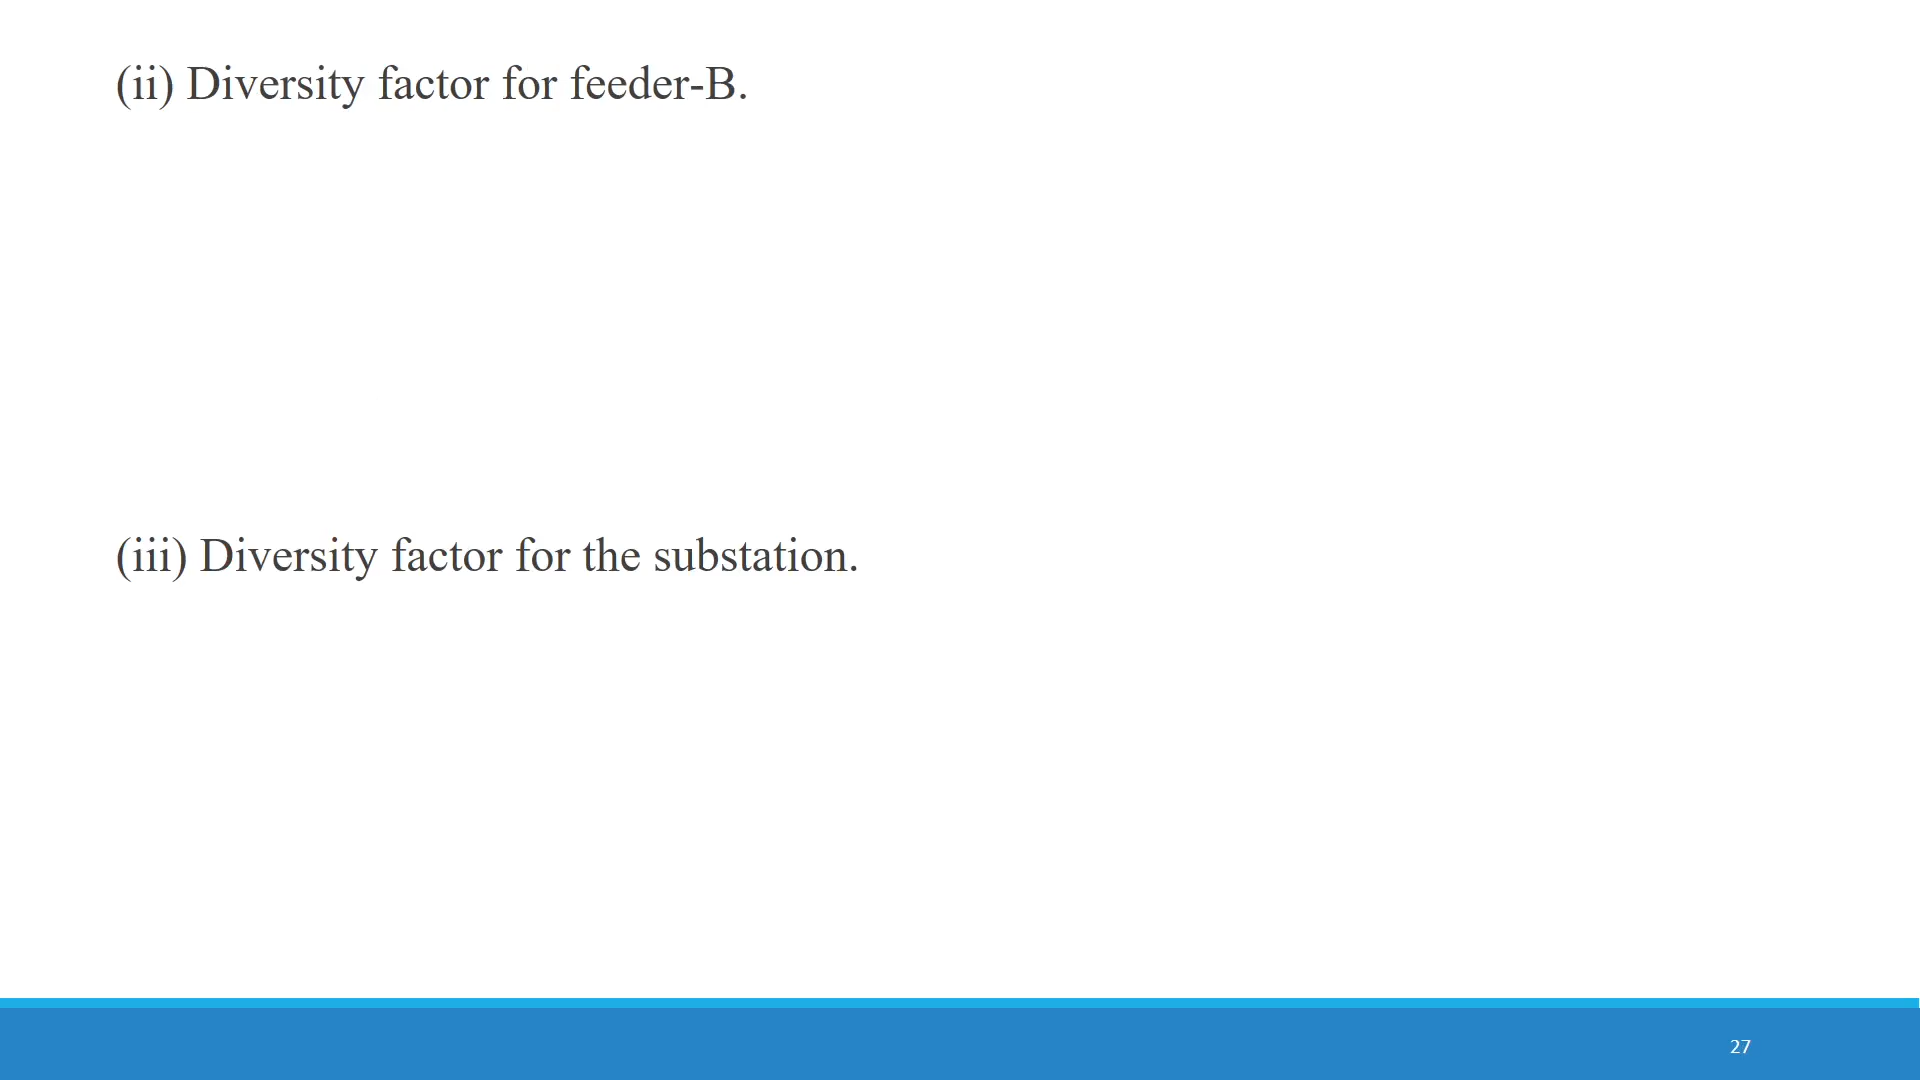 (ii) Diversity factor for feeder-B.
(iii) Diversity factor for the substation.
27